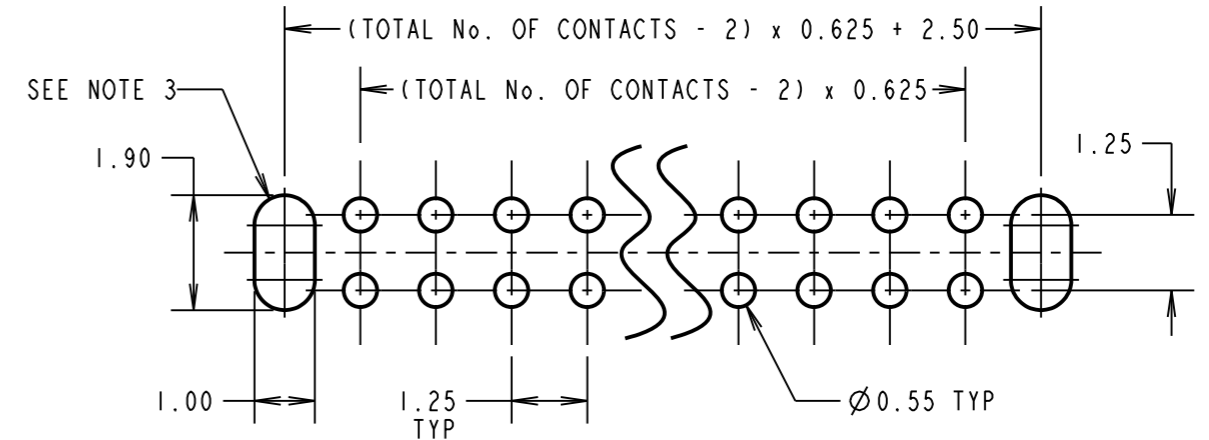 (TOTAL No. OF CONTACTS - 2) x 0.625 + 2.50
SEE NOTE 3
(TOTAL No. OF CONTACTS - 2) x 0.625
1.90
1.25
1.00
1.25
TYP
Ø0.55 TYP